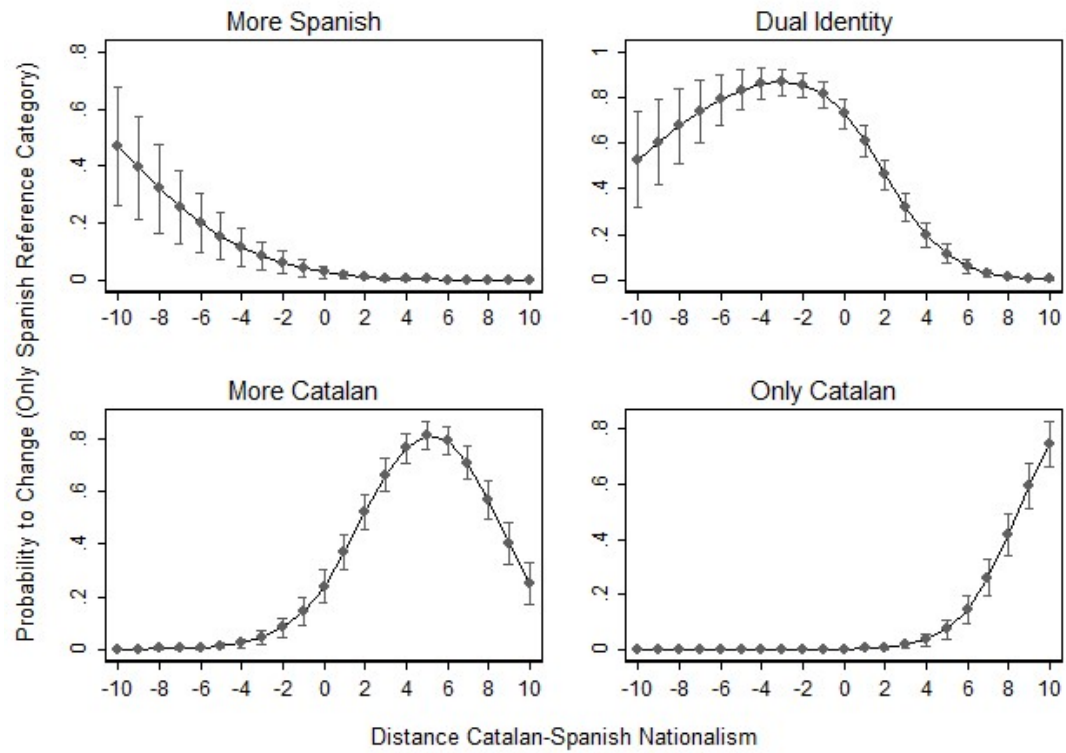 More Spanish
Dual Identity
.8
.6
.4
.2
0
-10 -8 -6 -4 -2 0 2 4 6 8 10
1
.8
.6
.4
.2
0
-10 -8 -6 -4 -2 0 2 4 6 8 10
More Catalan
Only Catalan
.8
.6
.4
.2
0
-10 -8 -6 -4 -2 0 2 4 6 8 10
.8
.6
.4
.2
0
-10 -8 -6 -4 -2 0 2 4 6 8 10
Probability to Change (Only Spanish Reference Category)
Distance Catalan-Spanish Nationalism